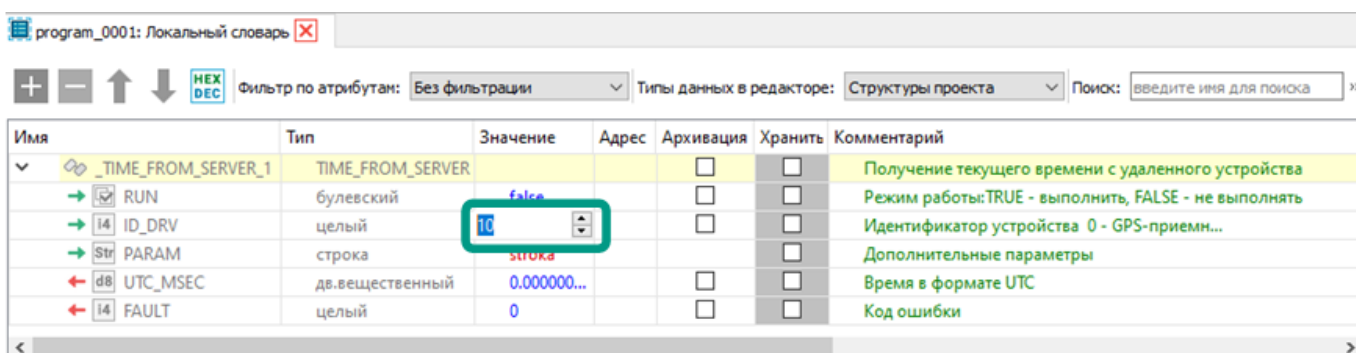 program_0001: Локальный словарь
HEX DEC Фильтр по атрибутам: Без фильтрации Типы данных в редакторе: Структуры проекта Поиск: введите имя для поиска »
Имя Тип Значение Адрес Архивация Хранить Комментарий
_TIME_FROM_SERVER_1 TIME_FROM_SERVER Получение текущего времени с удаленного устройства
RUN булевский false Режим работы:TRUE - выполнить, FALSE - не выполнять
i4 ID_DRV целый 10 Идентификатор устройства 0 - GPS-приемн...
Str PARAM строка stroka Дополнительные параметры
d8 UTC_MSEC дв.вещественный 0.000000... Время в формате UTC
i4 FAULT целый 0 Код ошибки